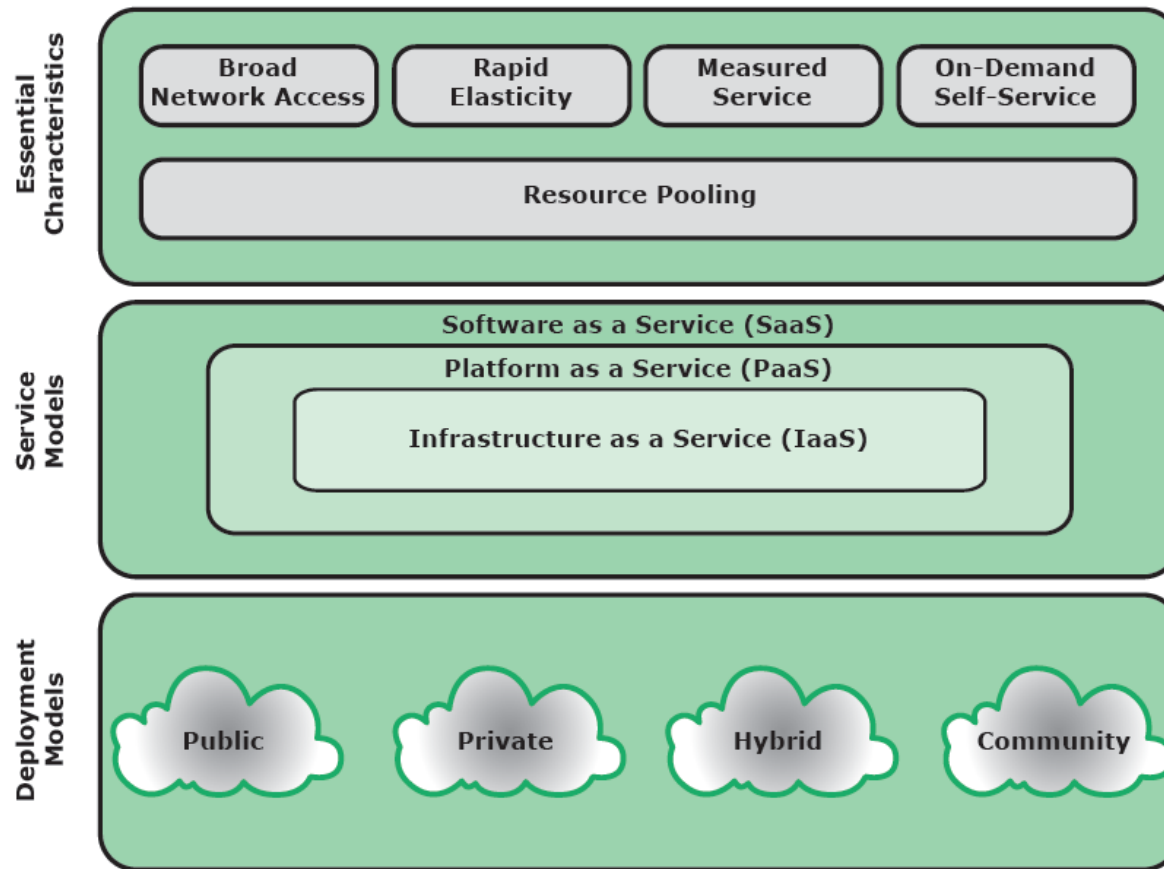 Essential
Characteristics
Broad
Network Access
Rapid
Elasticity
Measured
Service
On-Demand
Self-Service
Resource Pooling
Service
Models
Software as a Service (SaaS)
Platform as a Service (PaaS)
Infrastructure as a Service (IaaS)
Deployment
Models
Public
Private
Hybrid
Community